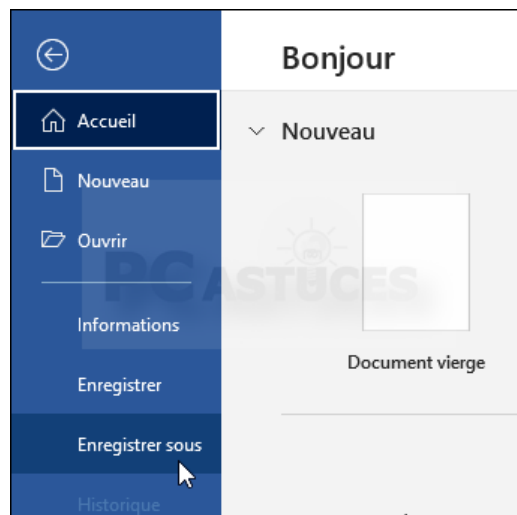 Bonjour
Accueil
Nouveau
Ouvrir
Informations
Enregistrer
Enregistrer sous
Historique
Nouveau
Document vierge
PC ASTUCES